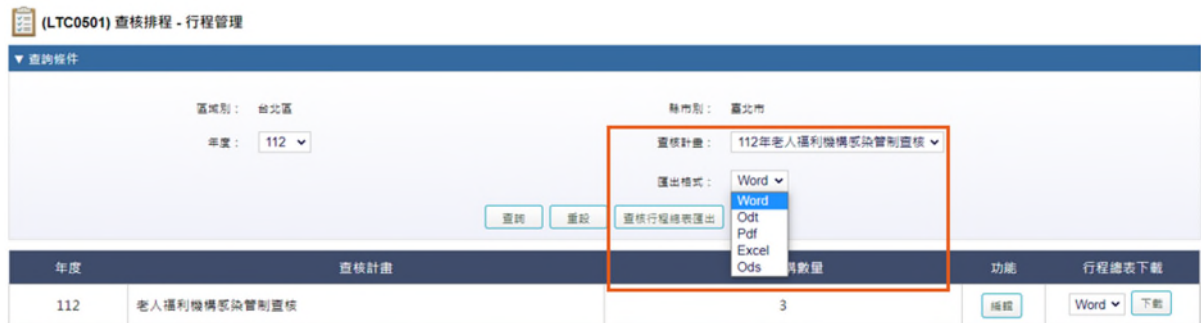 (LTC0501) 查核排程 - 行程管理
▼ 查詢條件
區域別： 台北區 縣市別： 臺北市
年度： 112 查核計畫： 112年老人福利機構感染管制查核
匯出格式： Word
Word
Odt
Pdf
Excel
Ods
查詢 重設 查核行程總表匯出
年度 查核計畫 構數量 功能 行程總表下載
112 老人福利機構感染管制查核 3 編輯 Word 下載